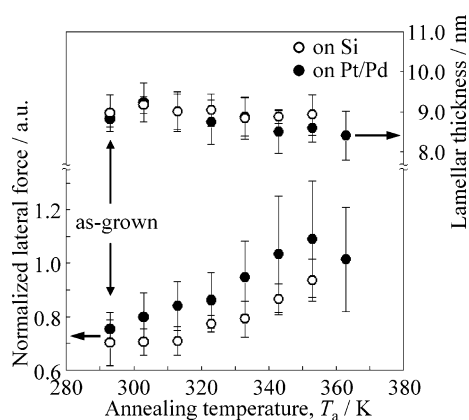 on Si
on Pt/Pd
11.0
10.0
9.0
8.0
Lamellar thickness / nm
Normalized lateral force / a.u.
1.2
1.0
0.8
0.6
as-grown
280 300 320 340 360 380
Annealing temperature, Ta / K